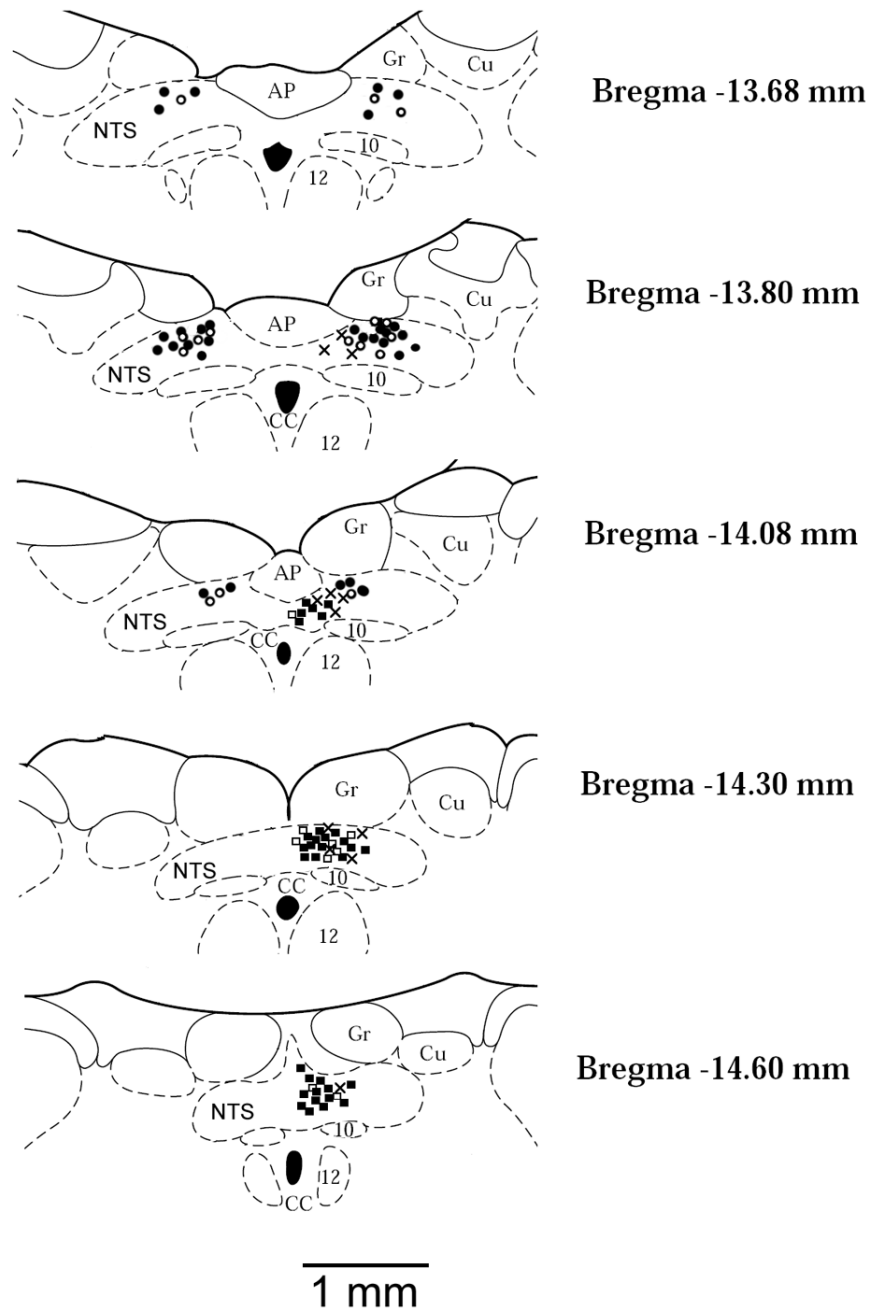 Gr
Cu
AP
Bregma -13.68 mm
NTS
10
12
Gr
Cu
Bregma -13.80 mm
AP
NTS
10
CC
12
Gr
Cu
Bregma -14.08 mm
AP
NTS
CC
10
12
Gr
Cu
Bregma -14.30 mm
NTS
CC
10
12
Gr
Cu
Bregma -14.60 mm
NTS
10
12
CC
1 mm